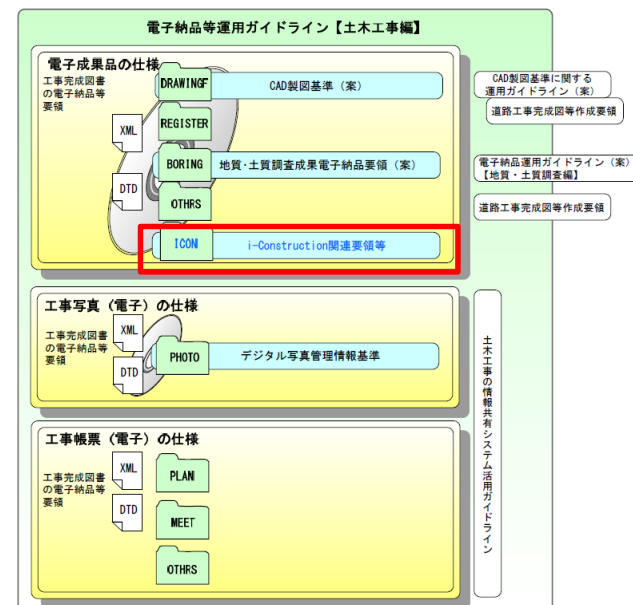 電子納品等運用ガイドライン【土木工事編】
電子成果品の仕様
工事完成図書
の電子納品等
要領
XML
DTD
DRAWINGF
CAD製図基準（案）
REGISTER
BORING
地質・土質調査成果電子納品要領（案）
OTHRS
ICON
i-Construction関連要領等
CAD製図基準に関する
運用ガイドライン（案）
道路工事完成図等作成要領
電子納品運用ガイドライン（案）
【地質・土質調査編】
道路工事完成図等作成要領
工事写真（電子）の仕様
工事完成図書
の電子納品等
要領
XML
DTD
PHOTO
デジタル写真管理情報基準
工事帳票（電子）の仕様
工事完成図書
の電子納品等
要領
XML
DTD
PLAN
MEET
OTHRS
土木工事の情報共有システム活用ガイドライン